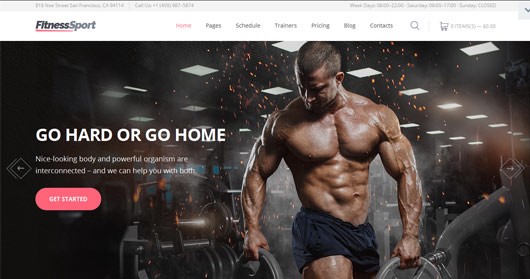 818 Noe Street San Francisco, CA 94114
Call Us: +1 (409) 987–5874
Week Days: 08:00–22:00 · Saturday: 08:00–17:00 · Sunday: CLOSED
FitnessSport
Home Pages Schedule Trainers Pricing Blog Contacts
0 ITEM(S) — $0.00
GO HARD OR GO HOME
Nice-looking body and powerful organism are
interconnected – and we can help you with both
GET STARTED